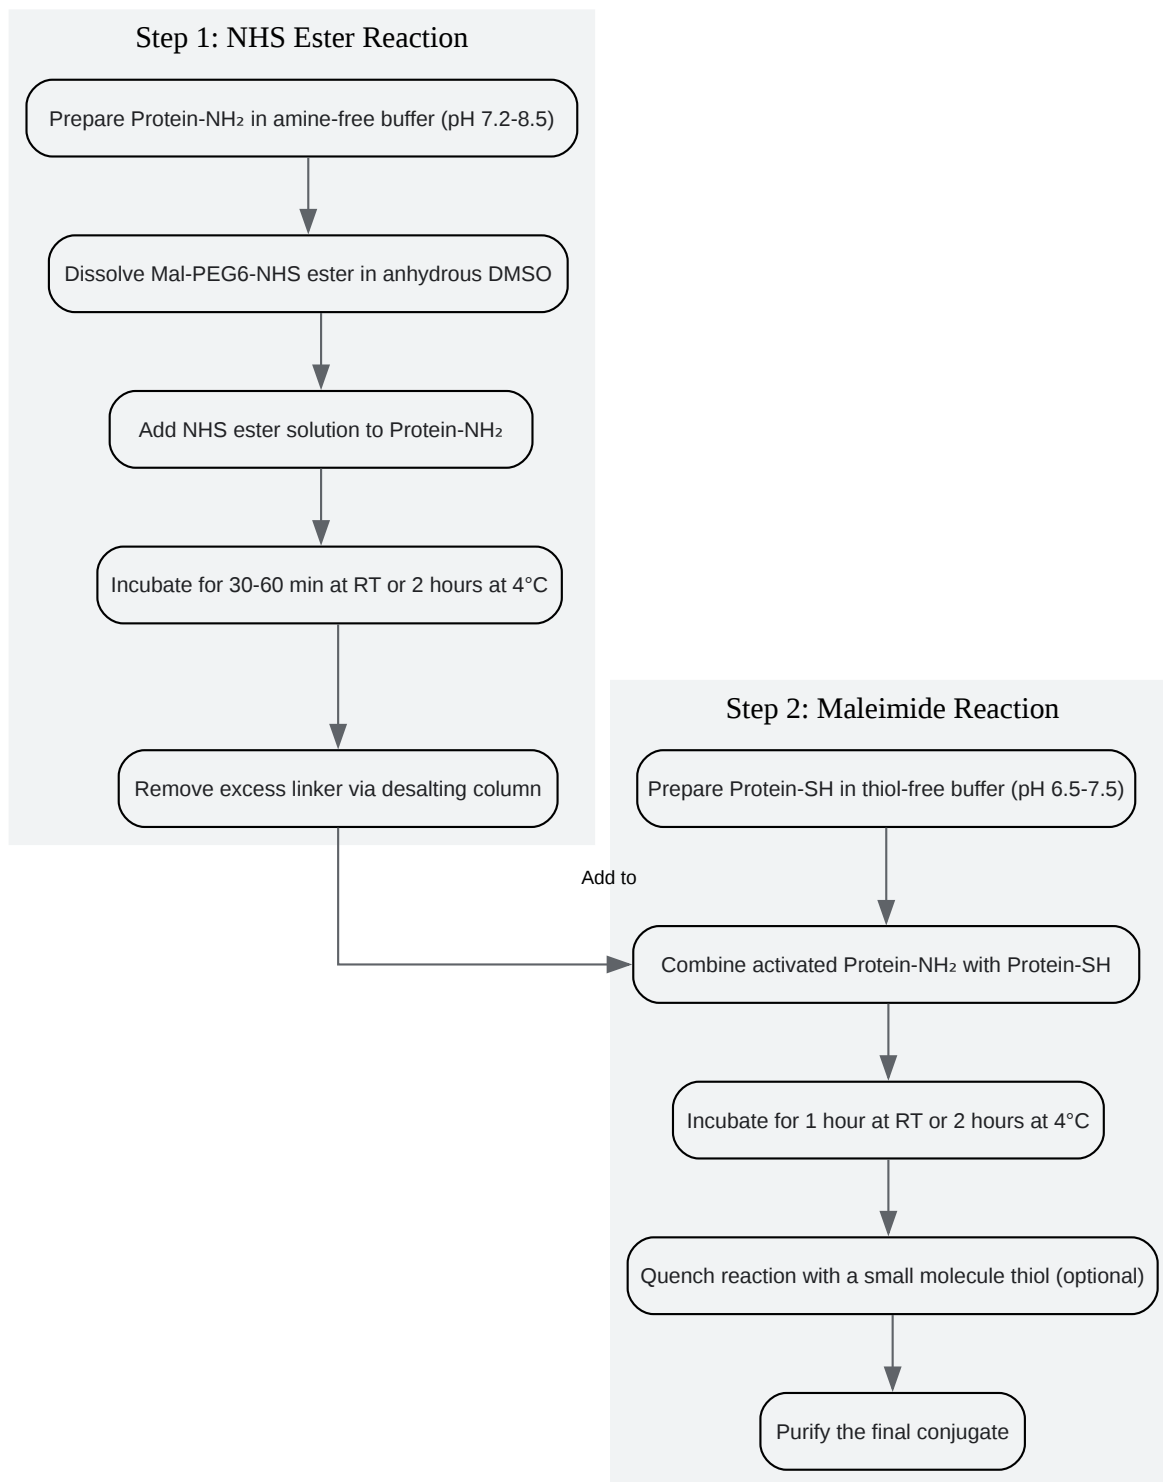 Step 1: NHS Ester Reaction
Prepare Protein-NH₂ in amine-free buffer (pH 7.2-8.5)
Dissolve Mal-PEG6-NHS ester in anhydrous DMSO
Add NHS ester solution to Protein-NH₂
Incubate for 30-60 min at RT or 2 hours at 4°C
Remove excess linker via desalting column
Add to
Step 2: Maleimide Reaction
Prepare Protein-SH in thiol-free buffer (pH 6.5-7.5)
Combine activated Protein-NH₂ with Protein-SH
Incubate for 1 hour at RT or 2 hours at 4°C
Quench reaction with a small molecule thiol (optional)
Purify the final conjugate